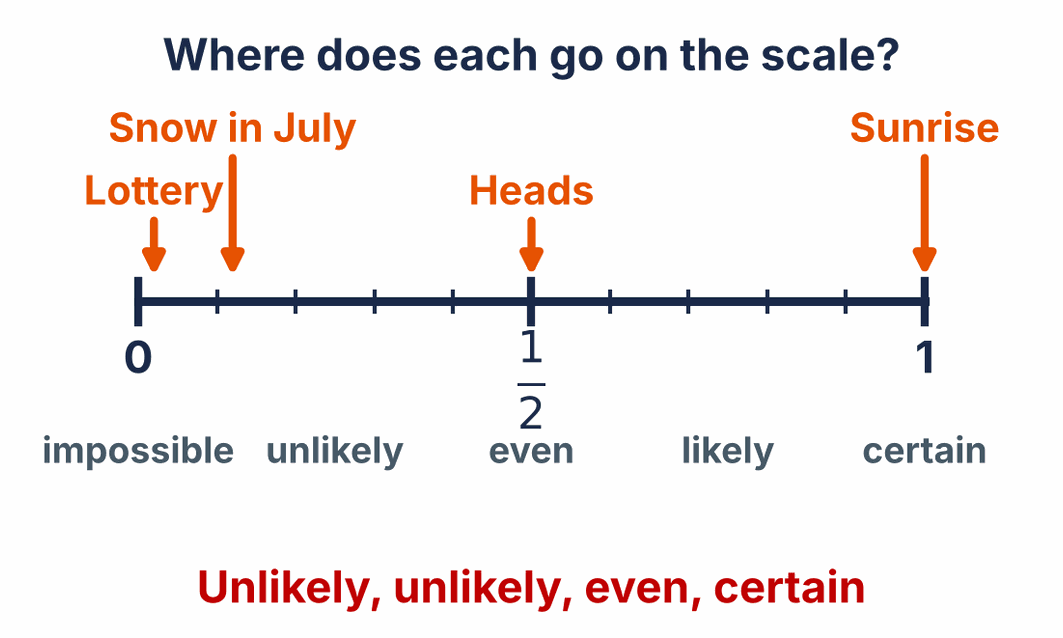 Where does each go on the scale?
Snow in July
Sunrise
Lottery
Heads
0
1
2
1
impossible
unlikely
even
likely
certain
Unlikely, unlikely, even, certain